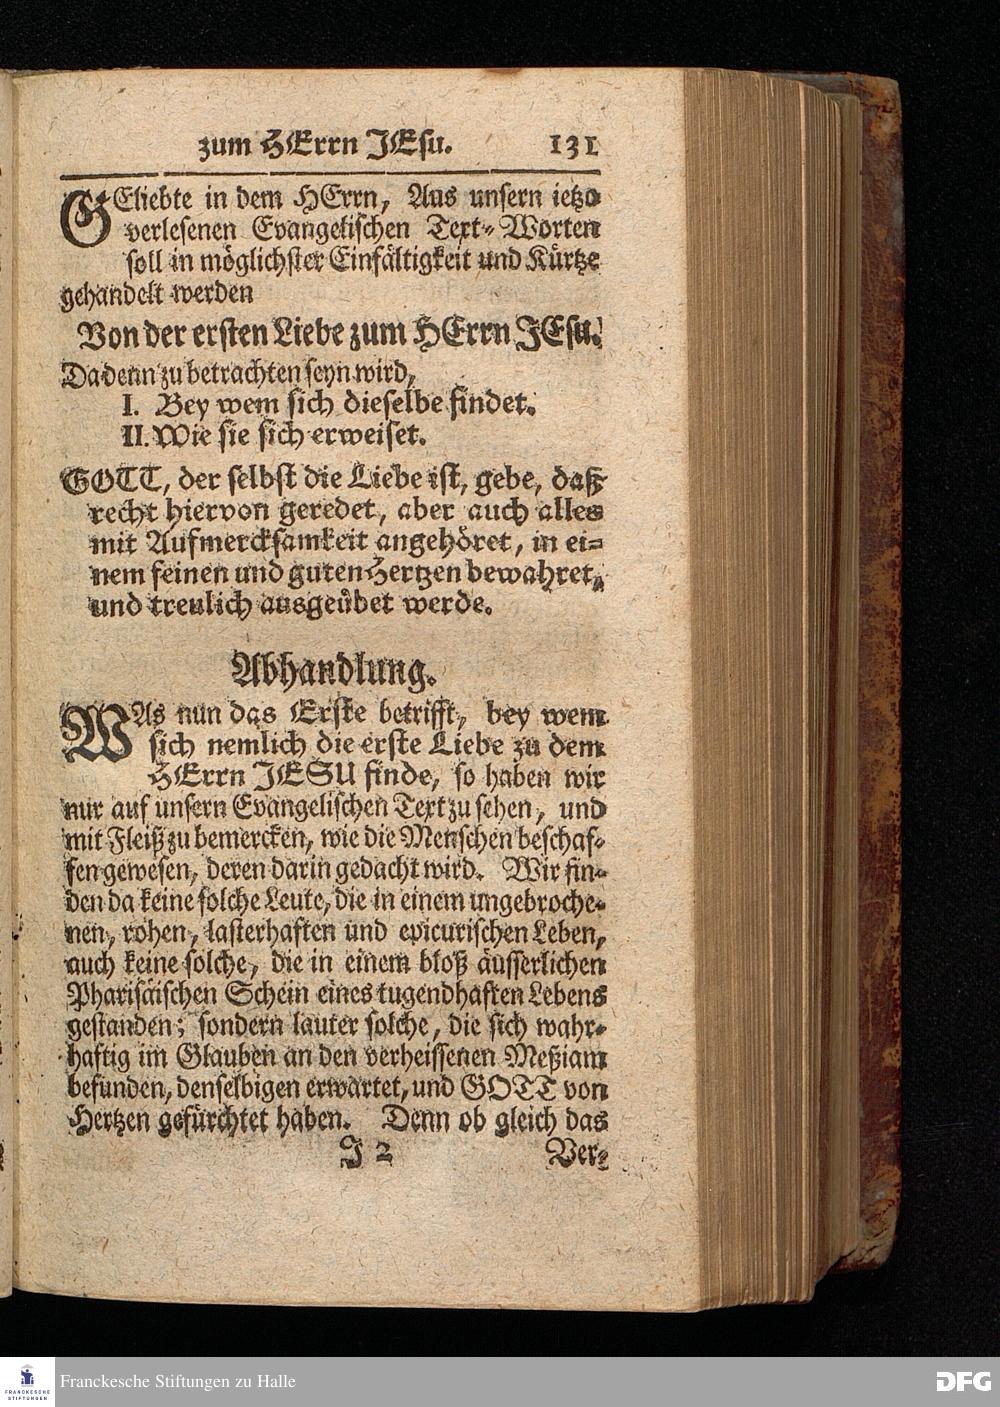 zum HErrn JEsu. 131
GEliebte in dem HErrn, Aus unsern ietzo
verlesenen Evangelischen Text-Worten
soll in möglichster Einfältigkeit und Kürtze
gehandelt werden
Von der ersten Liebe zum HErrn JEsu.
Da denn zu betrachten seyn wird,
I. Bey wem sich dieselbe findet.
II. Wie sie sich erweiset.
GOTT, der selbst die Liebe ist, gebe, daß
recht hiervon geredet, aber auch alles
mit Aufmercksamkeit angehöret, in ei-
nem feinen und guten Hertzen bewahret,
und treulich ausgeübet werde.
Abhandlung.
WAs nun das Erste betrifft, bey wem
sich nemlich die erste Liebe zu dem
HErrn JESU finde, so haben wir
nur auf unsern Evangelischen Text zu sehen, und
mit Fleiß zu bemercken, wie die Menschen beschaf-
fen gewesen, deren darin gedacht wird. Wir fin-
den da keine solche Leute, die in einem ungebroche-
nen, rohen, lasterhaften und epicurischen Leben,
auch keine solche, die in einem bloß äusserlichen
Pharisäischen Schein eines tugendhaften Lebens
gestanden; sondern lauter solche, die sich wahr-
haftig im Glauben an den verheissenen Meßiam
befunden, denselbigen erwartet, und GOTT von
Hertzen gefürchtet haben. Denn ob gleich das
J 2 Ver-
FRANCKESCHE
STIFTUNGEN
Franckesche Stiftungen zu Halle
DFG